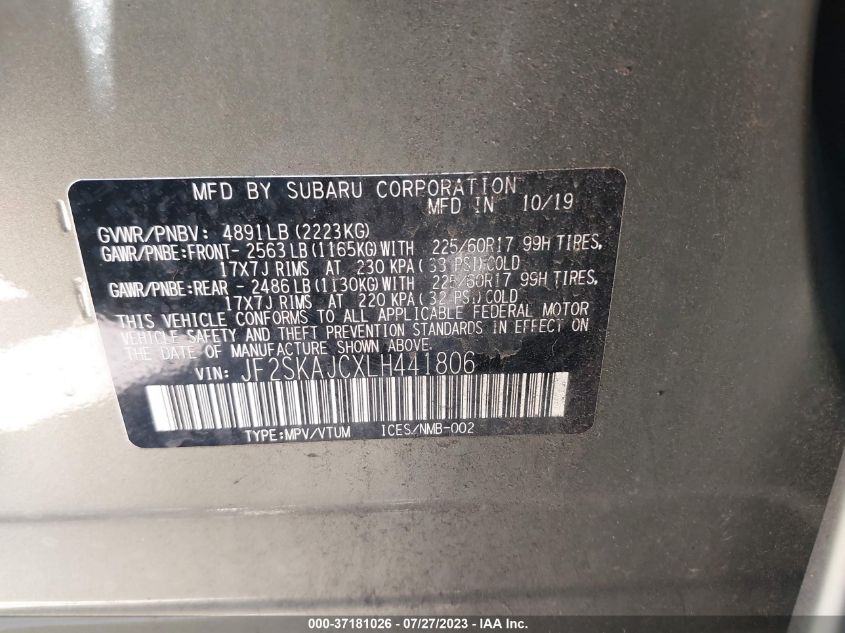 MFD BY SUBARU CORPORATION
MFD IN 10/19
GVWR/PNBV: 4891LB (2223KG)
GAWR/PNBE:FRONT- 2563 LB (1165KG)WITH 225/60R17 99H TIRES,
17X7J RIMS AT 230 KPA (33 PSI) COLD
GAWR/PNBE:REAR - 2486 LB (1130KG)WITH 225/60R17 99H TIRES,
17X7J RIMS AT 220 KPA (32 PSI) COLD
THIS VEHICLE CONFORMS TO ALL APPLICABLE FEDERAL MOTOR
VEHICLE SAFETY AND THEFT PREVENTION STANDARDS IN EFFECT ON
THE DATE OF MANUFACTURE SHOWN ABOVE.
VIN: JF2SKAJCXLH441806
TYPE:MPV/VTUM ICES/NMB-002
000-37181026 - 07/27/2023 - IAA Inc.